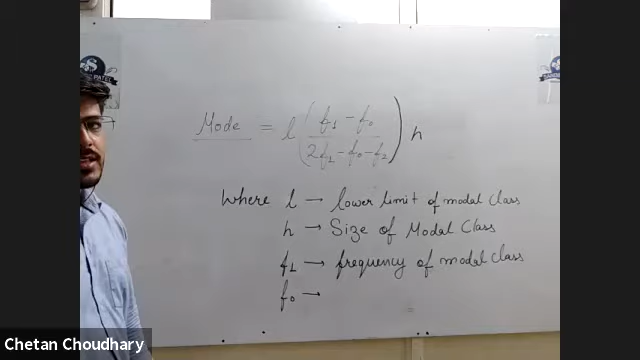 Mode = l ( f₁ - f₀ / 2f₁ - f₀ - f₂ ) h
Where l → lower limit of modal class
h → Size of Modal Class
f₁ → frequency of modal class
f₀ →
Chetan Choudhary